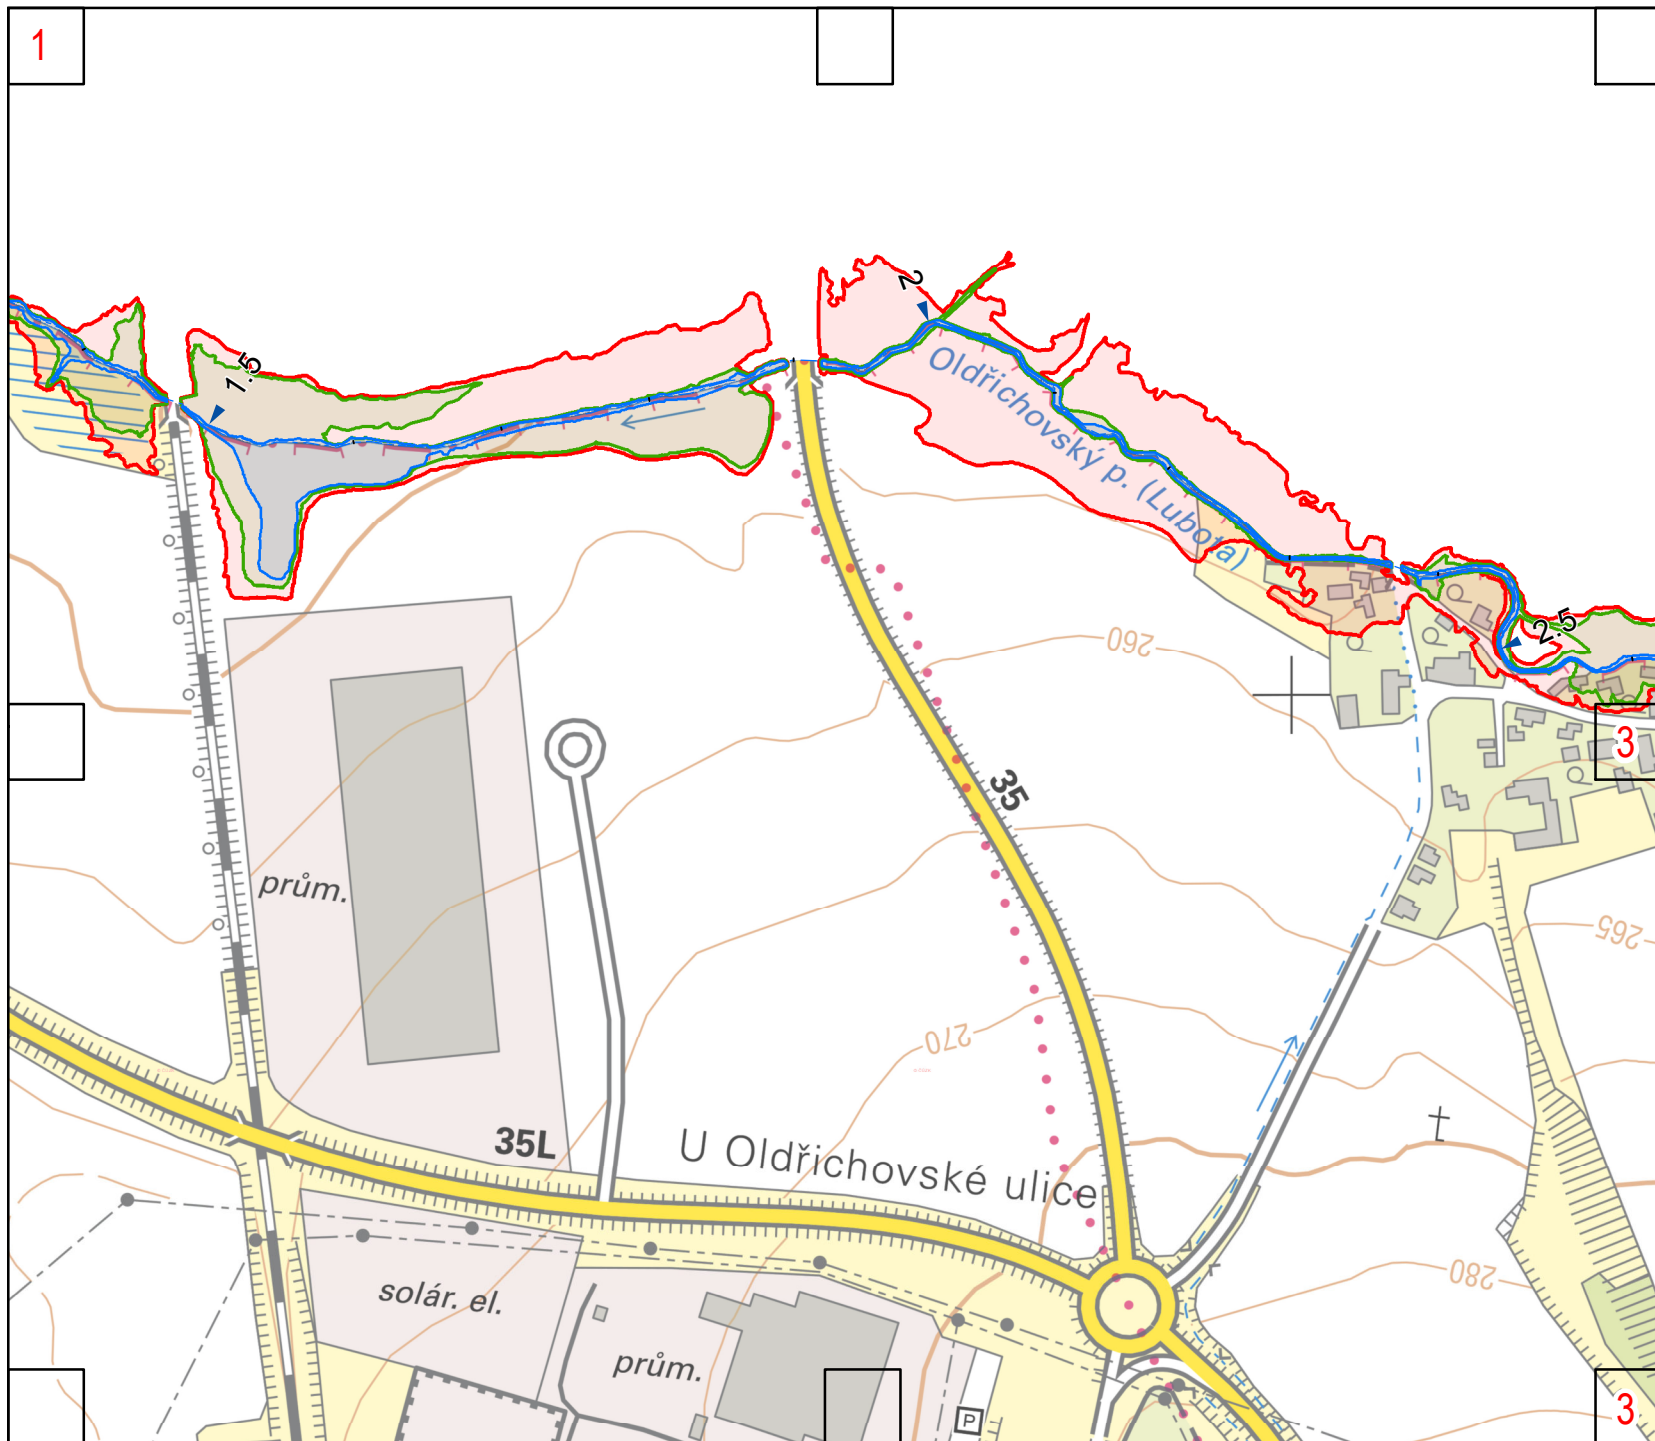 1
2
1.5
Oldřichovský p. (Lubota)
2.5
260
3
35
prům.
265
270
35L
U Oldřichovské ulice
280
solár. el.
prům.
P
3